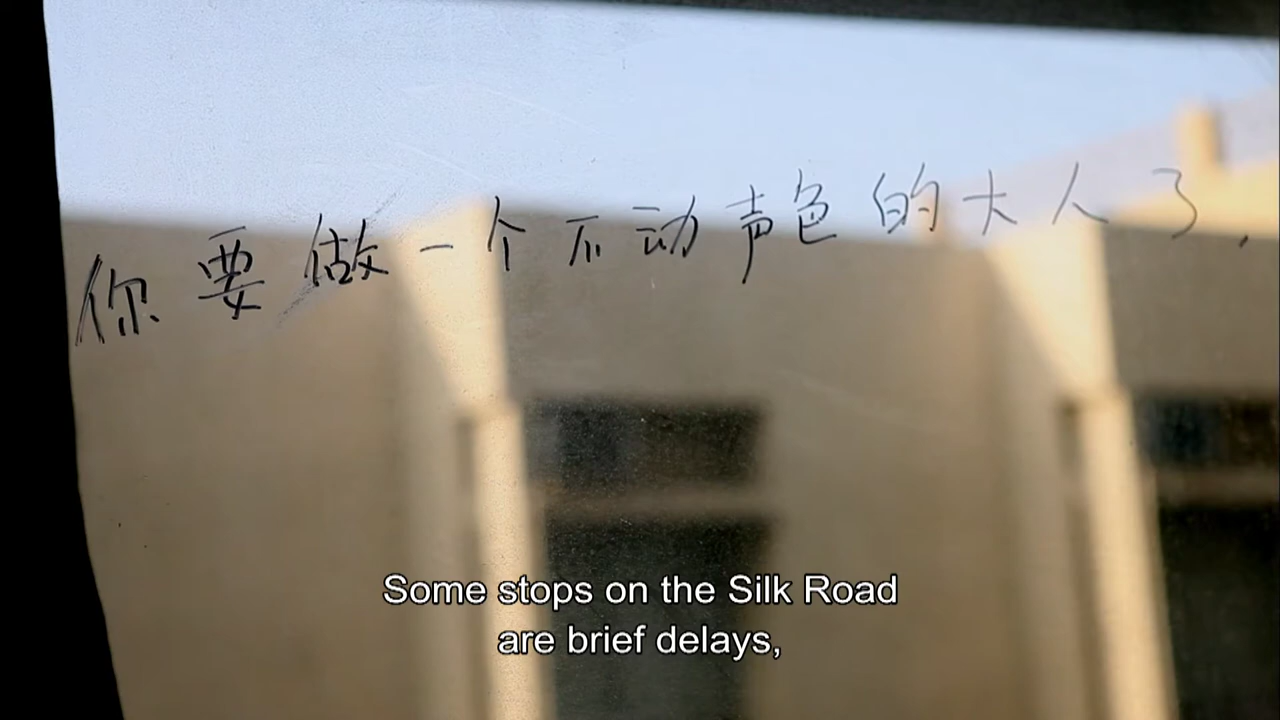 你要做一个不动声色的大人了,
Some stops on the Silk Road
are brief delays,